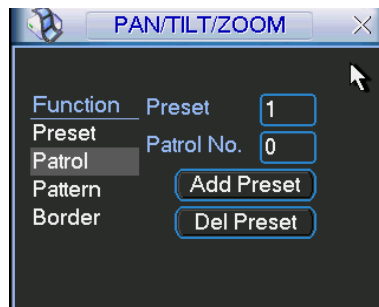 PAN/TILT/ZOOM
Function
Preset
Patrol
Pattern
Border
Preset 1
Patrol No. 0
Add Preset
Del Preset